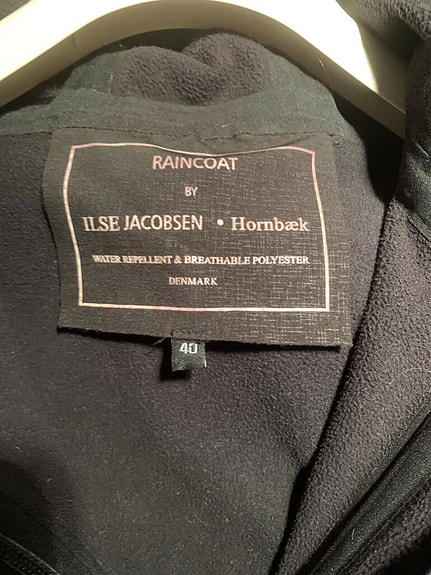 RAINCOAT
BY
ILSE JACOBSEN • Hornbæk
WATER REPELLENT & BREATHABLE POLYESTER
DENMARK
40